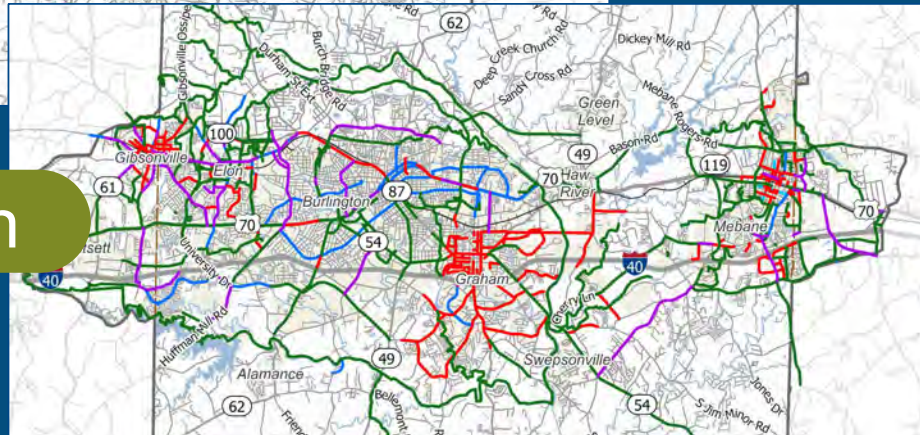 62
Dickey Mill Rd
Deep Creek Church Rd
Sandy Cross Rd
Burch Bridge Rd
Durham St Ext
Gibsonville Ossi
Mebane Rogers Rd
Green
Level
100
49
Bason Rd
119
Gibsonville
Elon
Haw
River
70
61
87
Burlington
70
54
Mebane
70
n
40
University Dr
Graham
40
Cherry Ln
Huffman Mill Rd
49
Swepsonville
Alamance
62
54
Jones Dr
S Jim Minor Rd